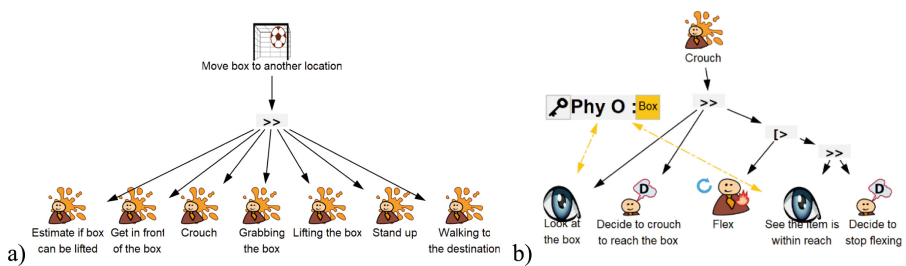 Move box to another location
>>
Estimate if box
can be lifted
Get in front
of the box
Crouch
Grabbing
the box
Lifting the box
Stand up
Walking to
the destination
a)
Crouch
Phy O : Box
>>
[>
>>
D
D
Look at
the box
Decide to crouch
to reach the box
Flex
See the item is
within reach
Decide to
stop flexing
b)